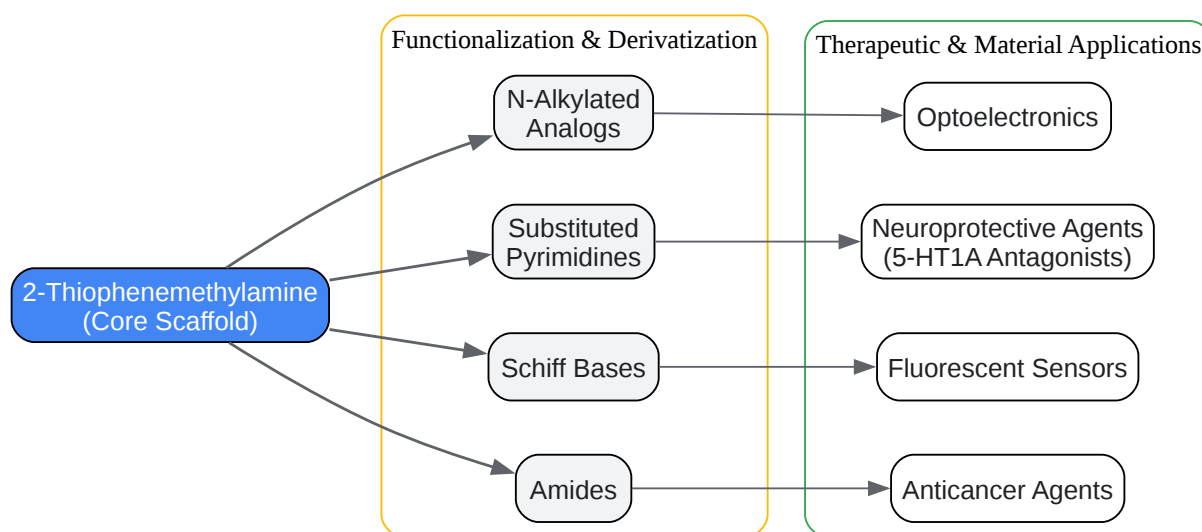 Functionalization & Derivatization
Therapeutic & Material Applications
N-Alkylated
Analogs
Optoelectronics
Substituted
Pyrimidines
Neuroprotective Agents
(5-HT1A Antagonists)
2-Thiophenemethylamine
(Core Scaffold)
Schiff Bases
Fluorescent Sensors
Amides
Anticancer Agents